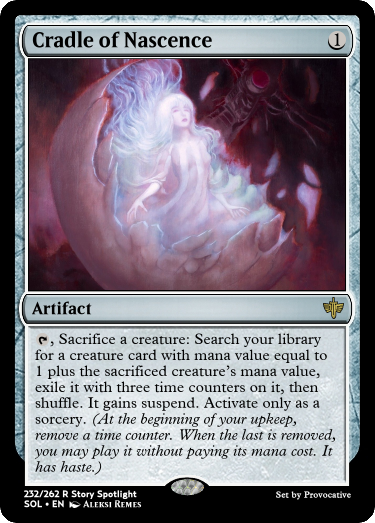 Cradle of Nascence 1
Artifact
, Sacrifice a creature: Search your library
for a creature card with mana value equal to
1 plus the sacrificed creature's mana value,
exile it with three time counters on it, then
shuffle. It gains suspend. Activate only as a
sorcery. (At the beginning of your upkeep,
remove a time counter. When the last is removed,
you may play it without paying its mana cost. It
has haste.)
232/262 R Story Spotlight
SOL • EN Aleksi Remes
Set by Provocative